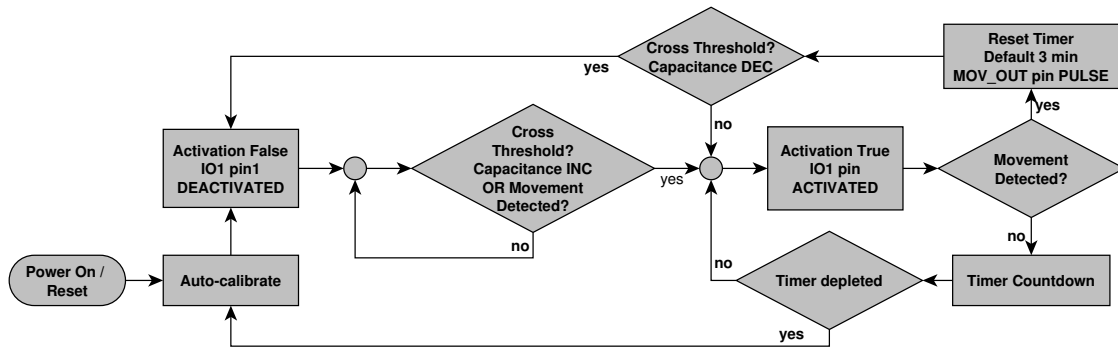 Cross Threshold?
Capacitance DEC
Reset Timer
Default 3 min
MOV_OUT pin PULSE
yes
no
yes
Activation False
IO1 pin1
DEACTIVATED
Cross
Threshold?
Capacitance INC
OR Movement
Detected?
yes
no
Activation True
IO1 pin
ACTIVATED
Movement
Detected?
no
Power On /
Reset
Auto-calibrate
no
Timer depleted
Timer Countdown
yes